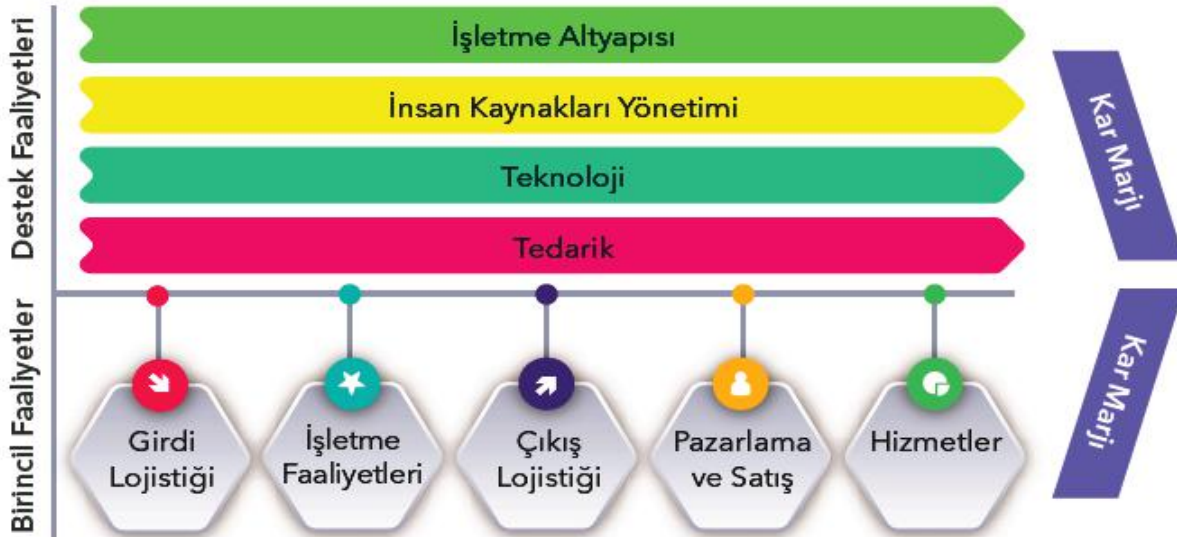 Destek Faaliyetleri
İşletme Altyapısı
İnsan Kaynakları Yönetimi
Teknoloji
Tedarik
Kar Marjı
Birincil Faaliyetler
Girdi
Lojistiği
İşletme
Faaliyetleri
Çıkış
Lojistiği
Pazarlama
ve Satış
Hizmetler
Kar Marjı